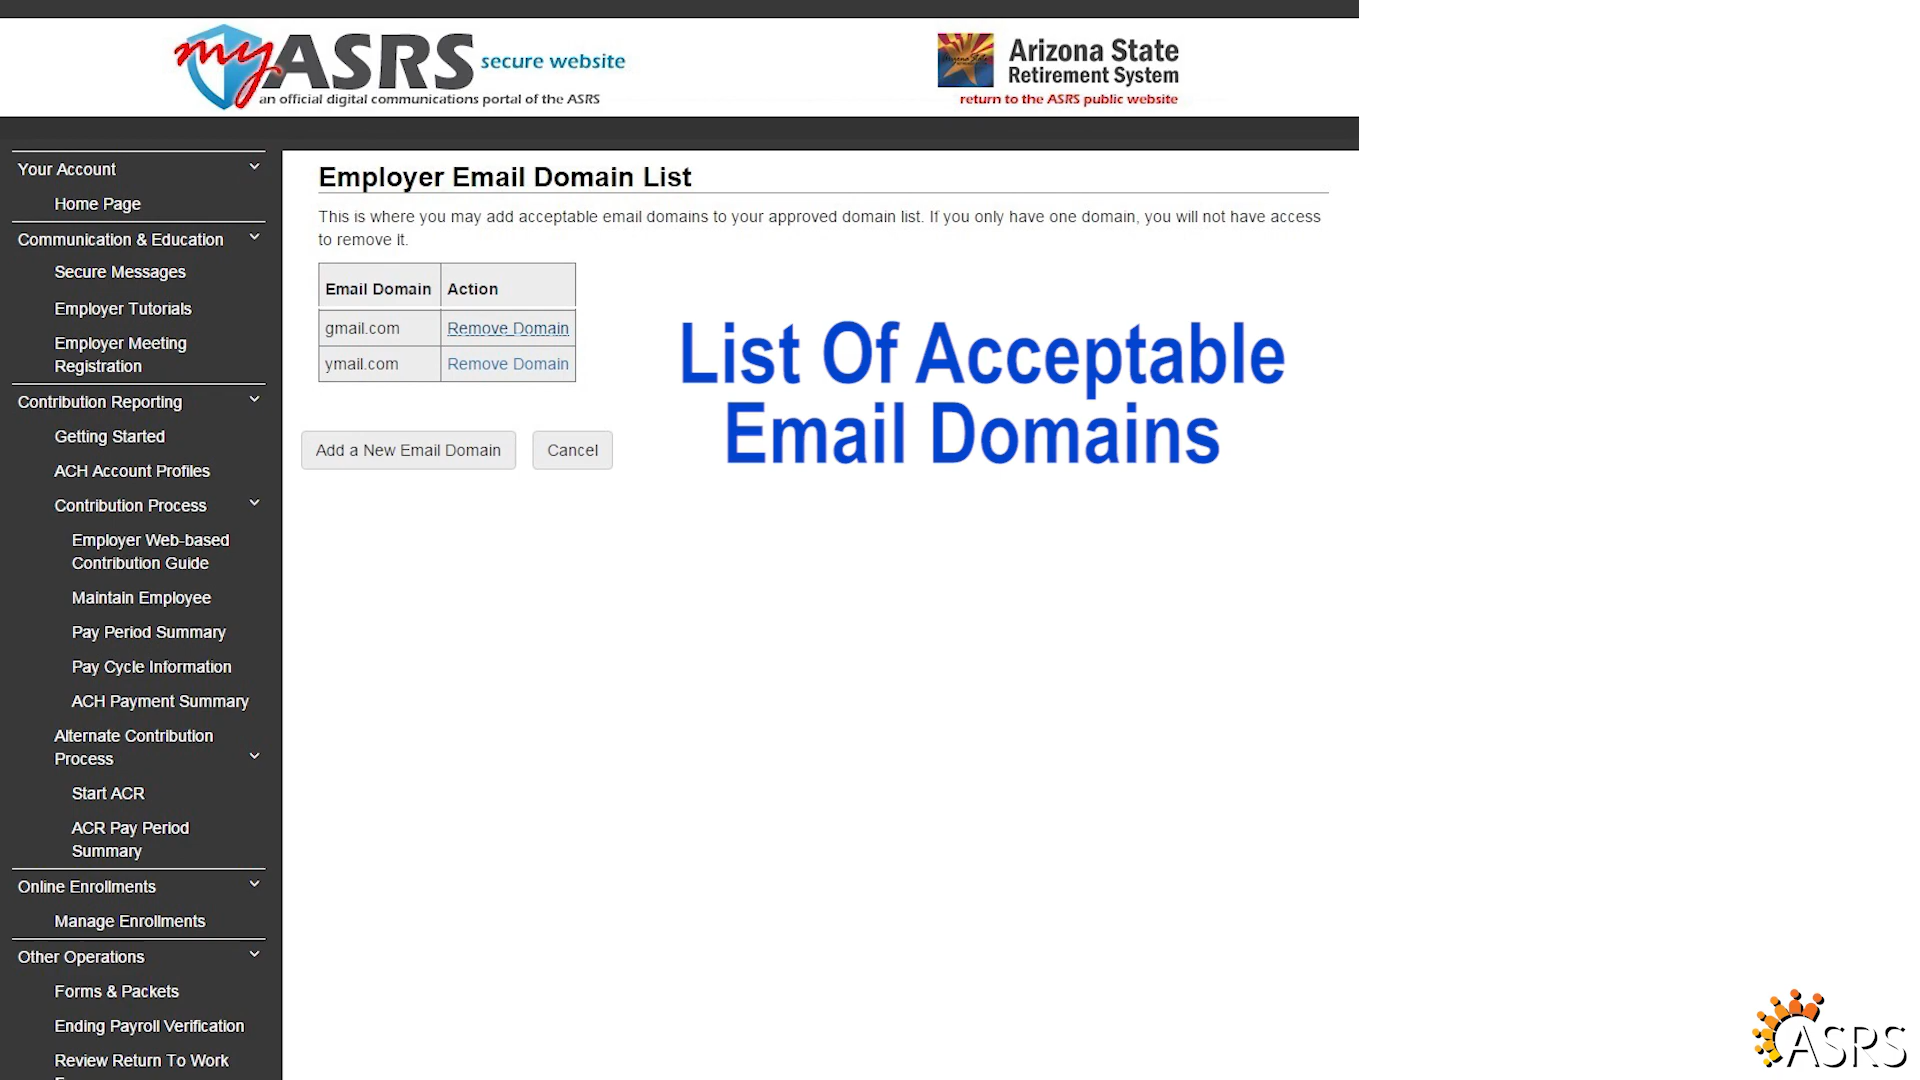 myASRS secure website
an official digital communications portal of the ASRS
Arizona State
Retirement System
return to the ASRS public website
Your Account
Home Page
Communication & Education
Secure Messages
Employer Tutorials
Employer Meeting
Registration
Contribution Reporting
Getting Started
ACH Account Profiles
Contribution Process
Employer Web-based
Contribution Guide
Maintain Employee
Pay Period Summary
Pay Cycle Information
ACH Payment Summary
Alternate Contribution
Process
Start ACR
ACR Pay Period
Summary
Online Enrollments
Manage Enrollments
Other Operations
Forms & Packets
Ending Payroll Verification
Review Return To Work
Employer Email Domain List
This is where you may add acceptable email domains to your approved domain list. If you only have one domain, you will not have access
to remove it.
Email Domain Action
gmail.com Remove Domain
ymail.com Remove Domain
Add a New Email Domain Cancel
List Of Acceptable
Email Domains
ASRS